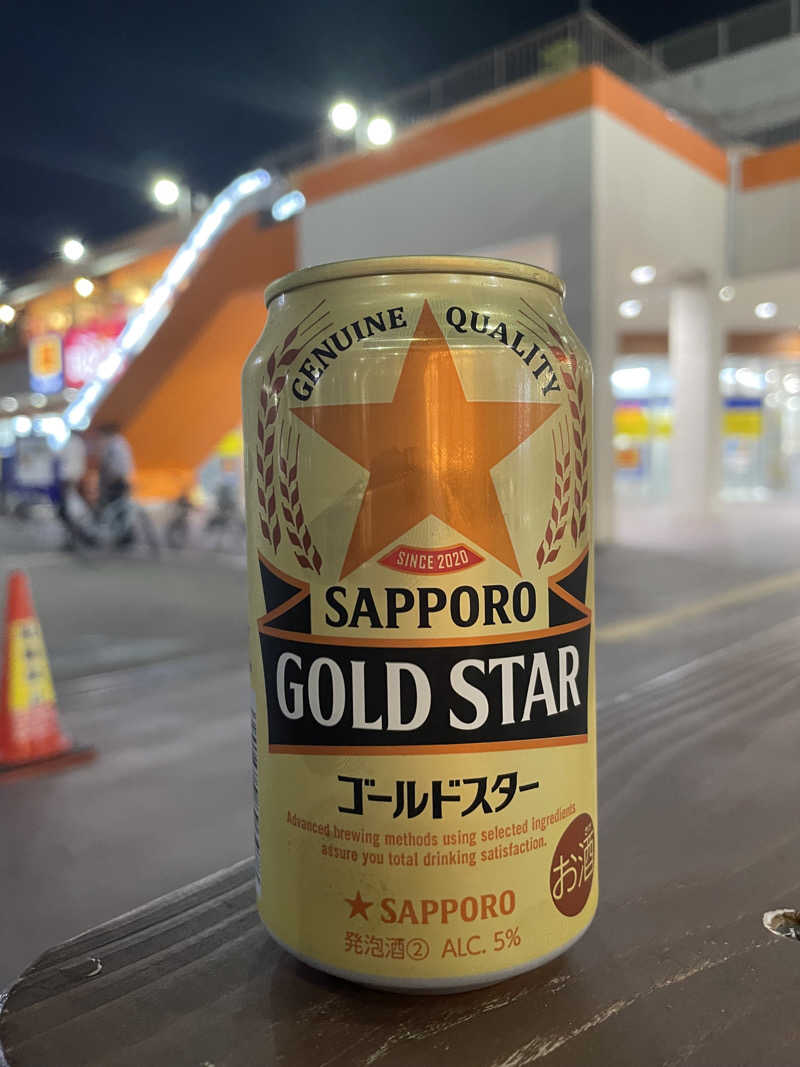 GENUINE QUALITY
SINCE 2020
SAPPORO
GOLD STAR
ゴールドスター
Advanced brewing methods using selected ingredients
assure you total drinking satisfaction.
お酒
SAPPORO
発泡酒② ALC. 5%